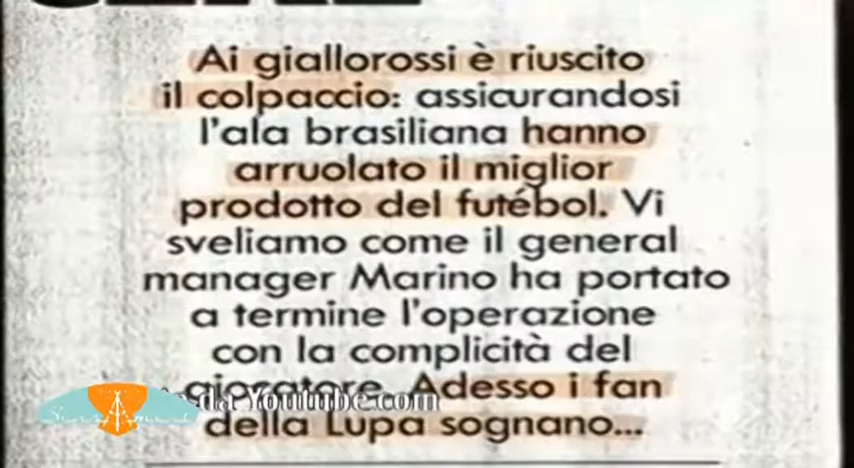 Ai giallorossi è riuscito
il colpaccio: assicurandosi
l'ala brasiliana hanno
arruolato il miglior
prodotto del futébol. Vi
sveliamo come il general
manager Marino ha portato
a termine l'operazione
con la complicità del
giocatore. Adesso i fan
da Youtube.com
della Lupa sognano...